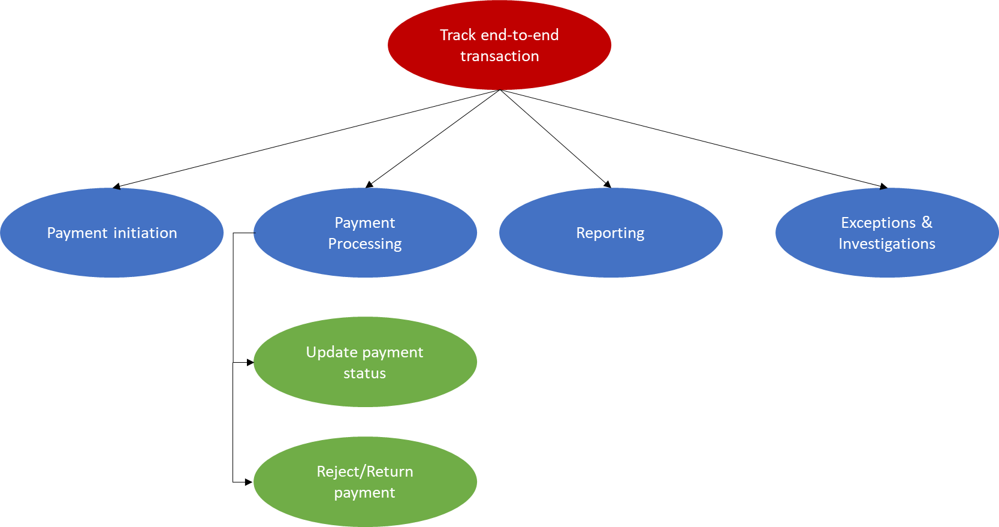 Track end-to-end
transaction
Payment initiation
Payment
Processing
Reporting
Exceptions &
Investigations
Update payment
status
Reject/Return
payment